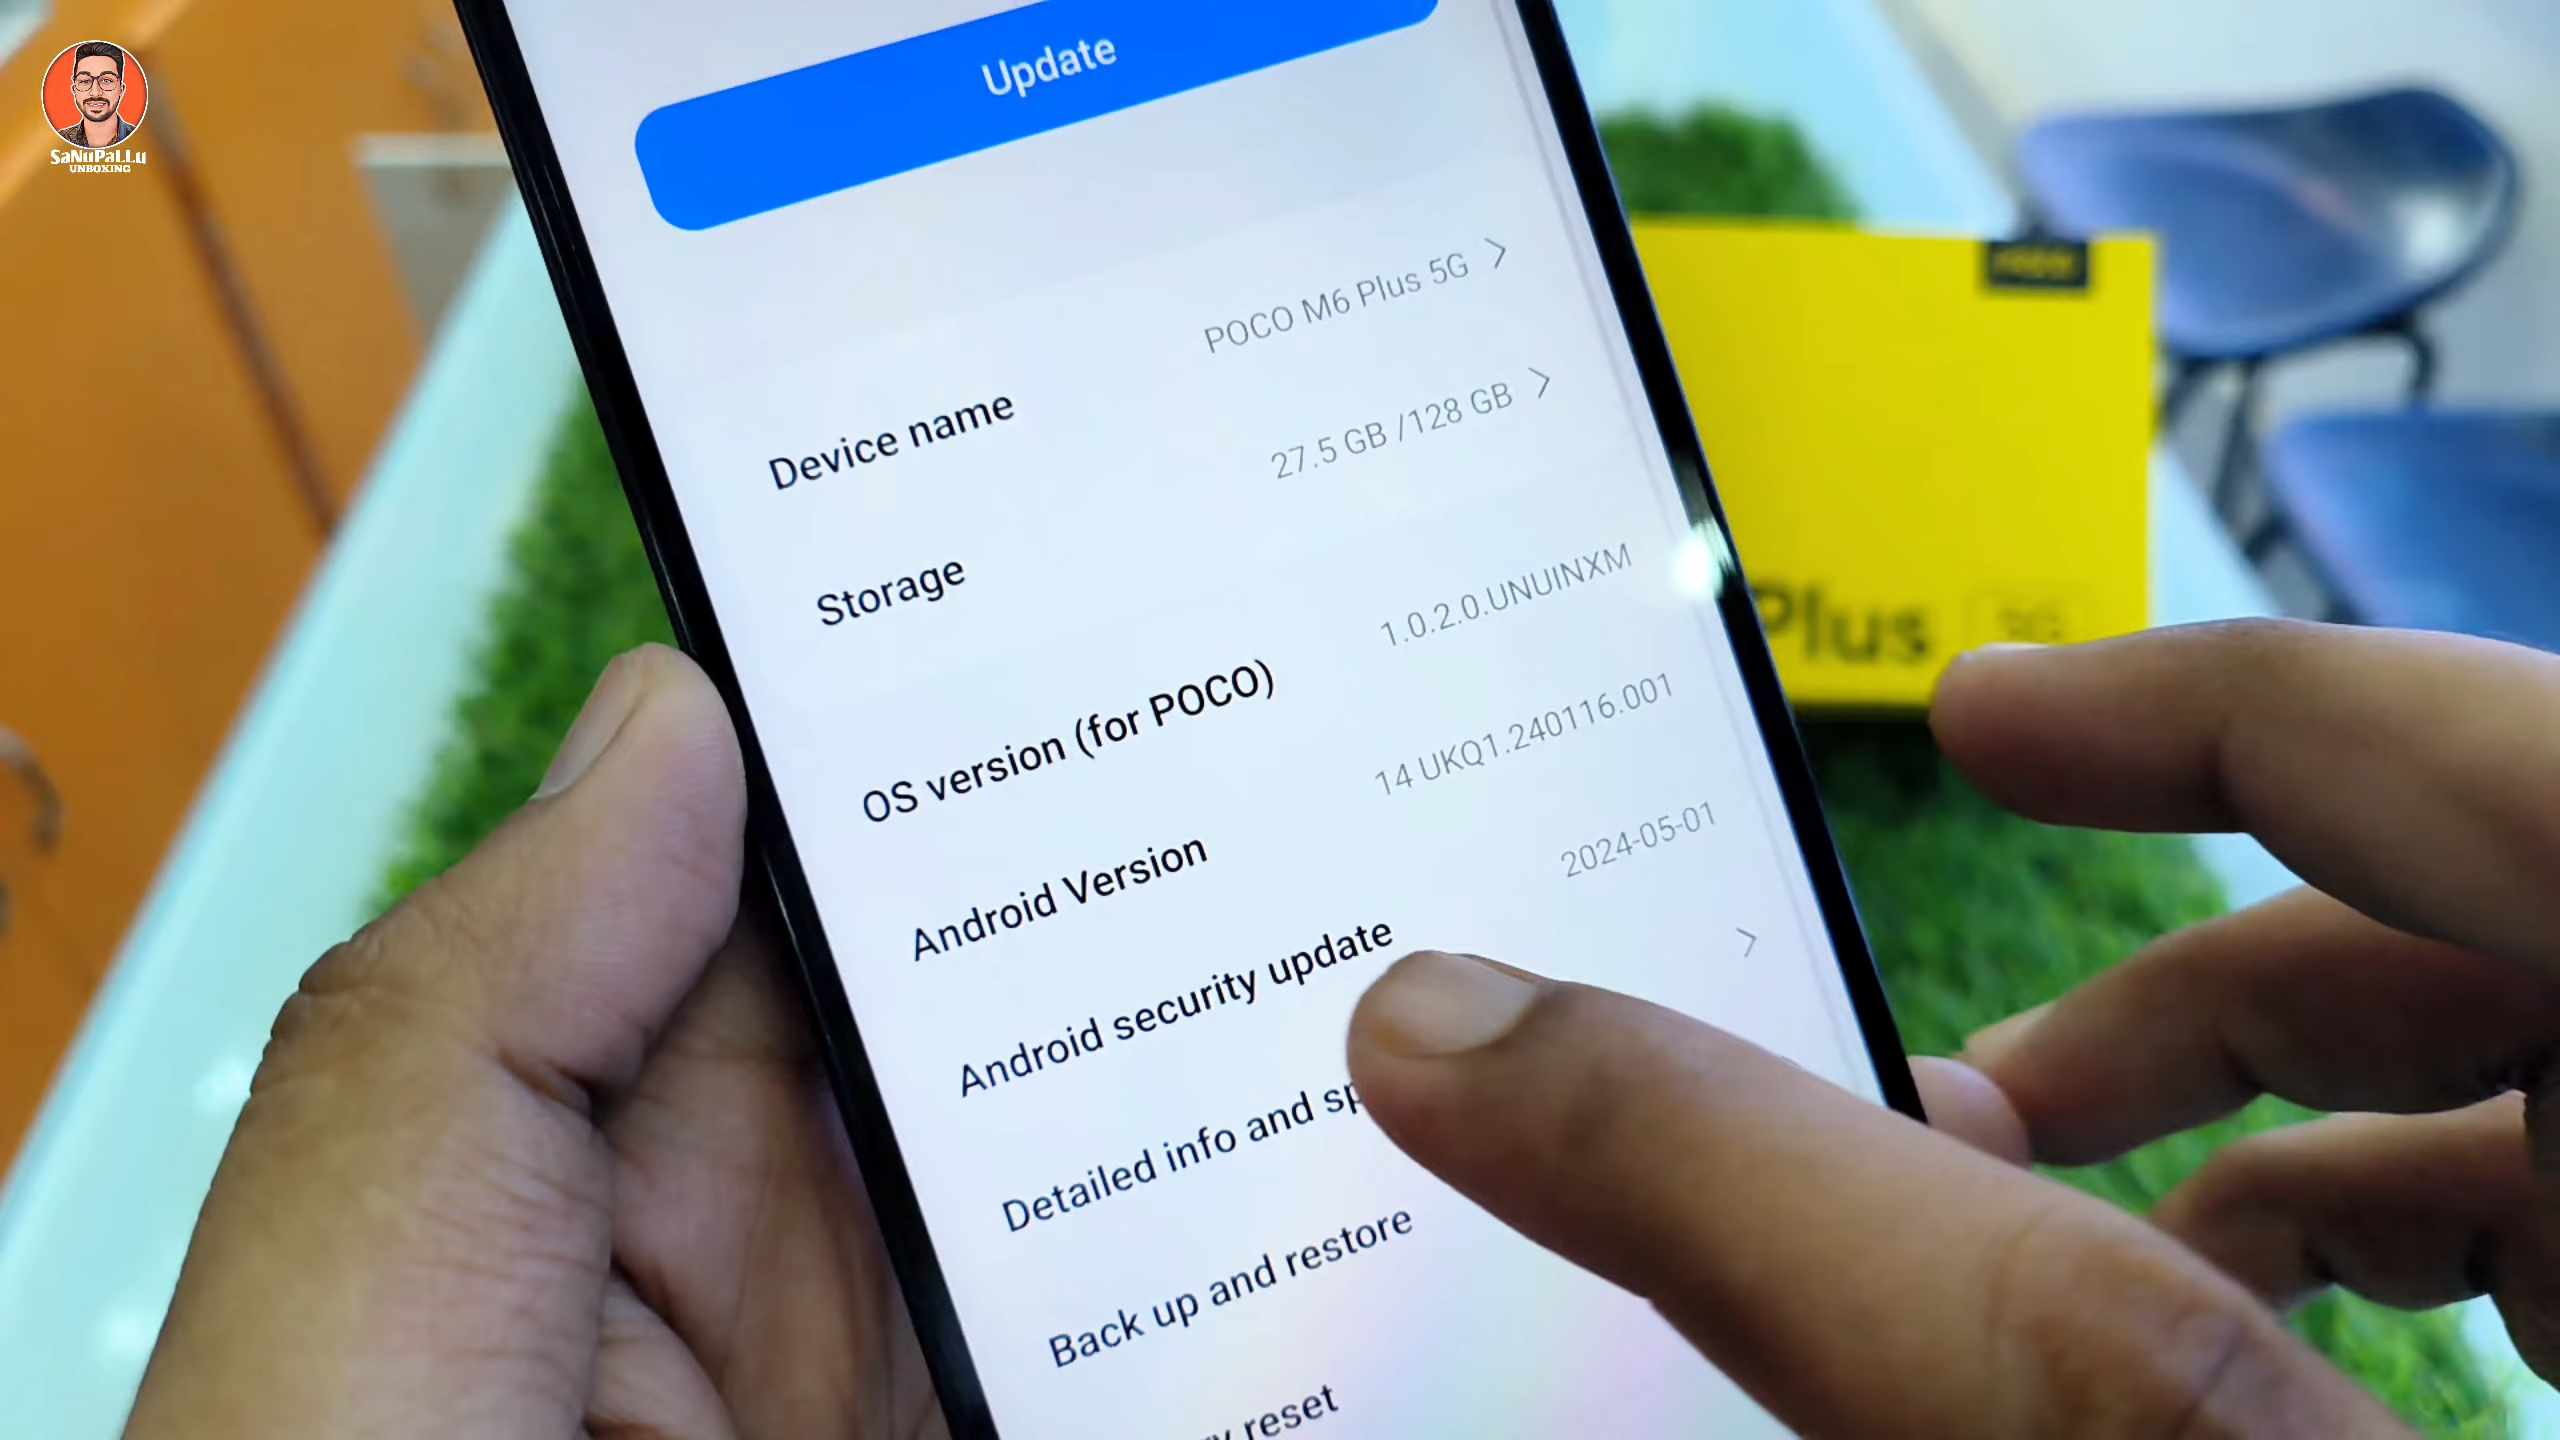 SaNuPaLLu
UNBOXING
Update
Device name
POCO M6 Plus 5G
Storage
27.5 GB /128 GB
OS version (for POCO)
1.0.2.0.UNUINXM
Android Version
14 UKQ1.240116.001
Android security update
2024-05-01
Detailed info and
Back up and restore
reset
Plus 5G